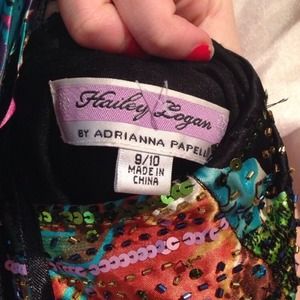 Hailey Logan
BY ADRIANNA PAPELL
9/10
MADE IN
CHINA